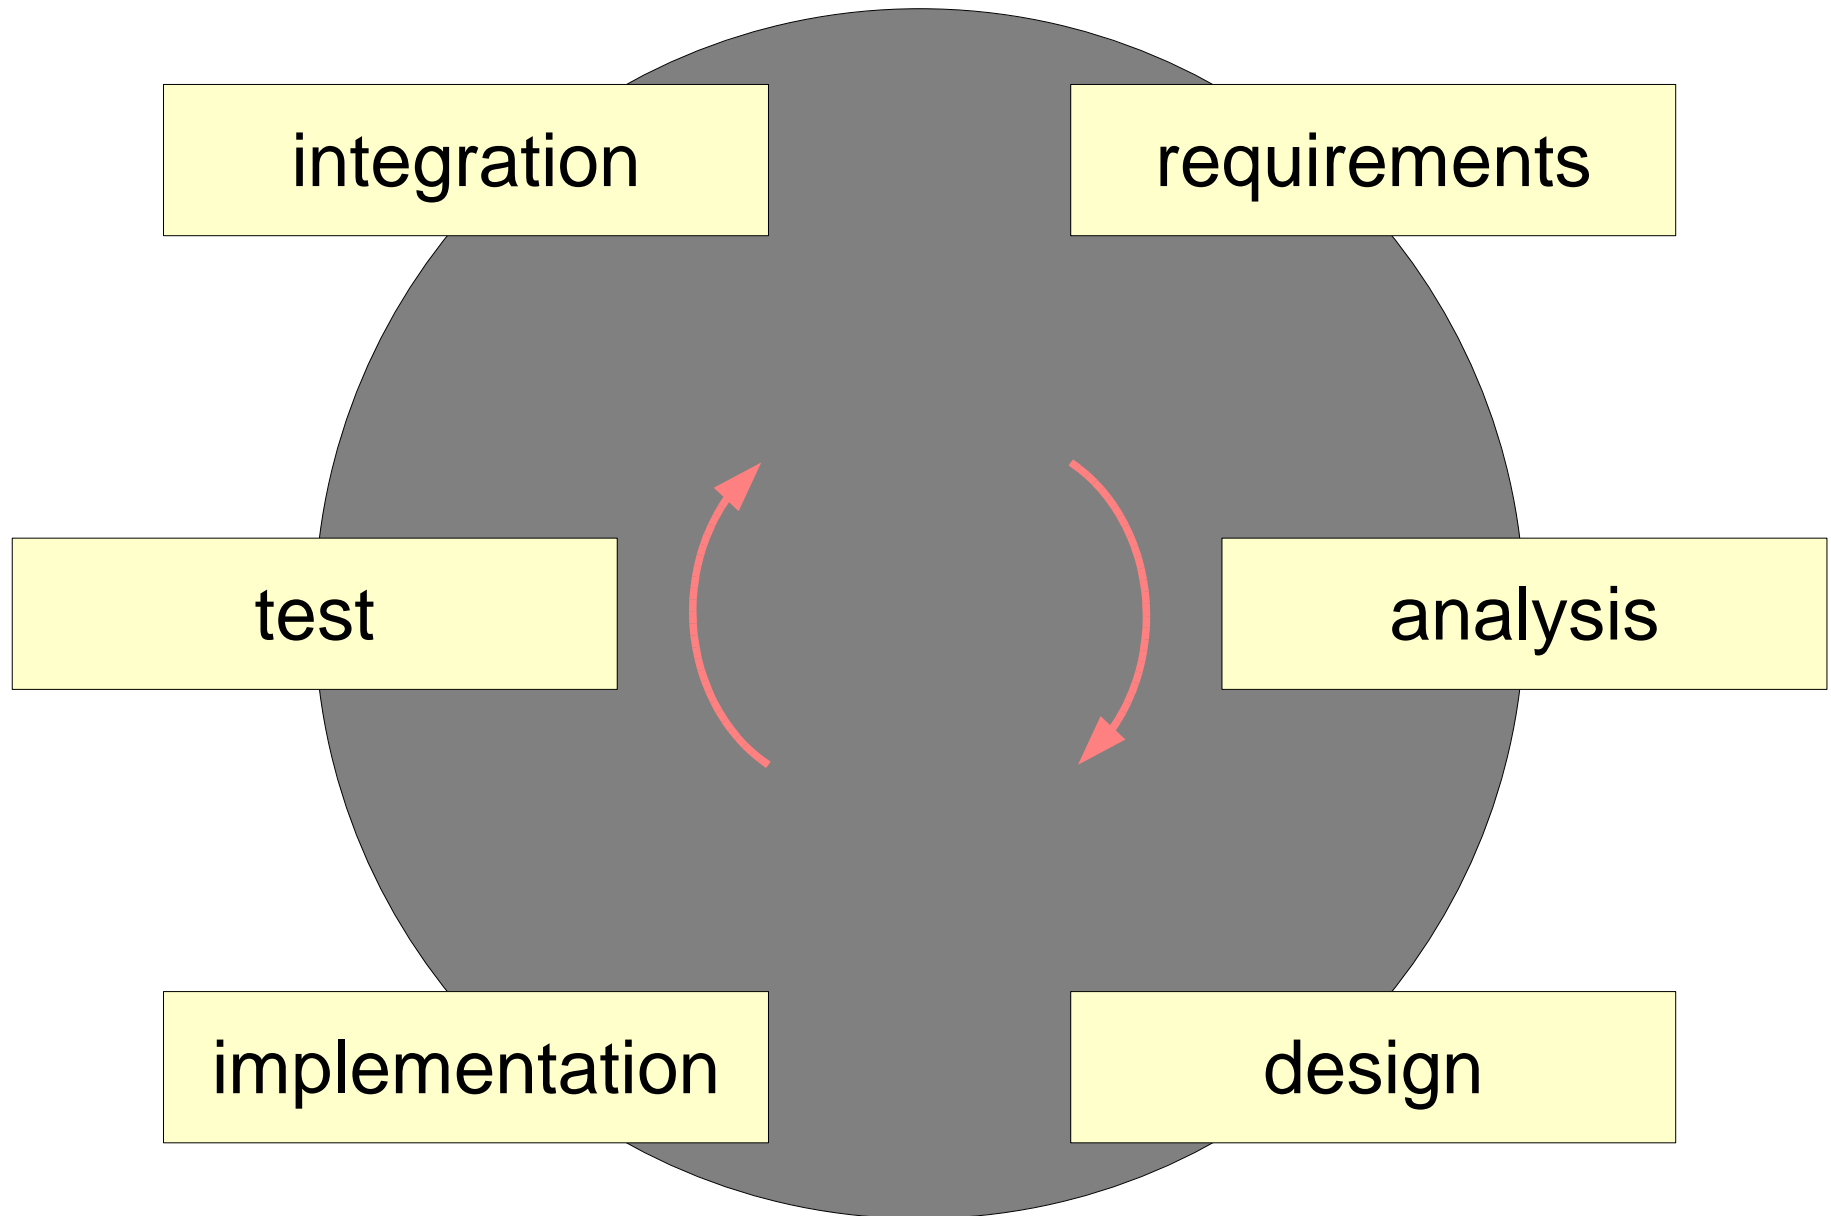 integration
requirements
test
analysis
implementation
design